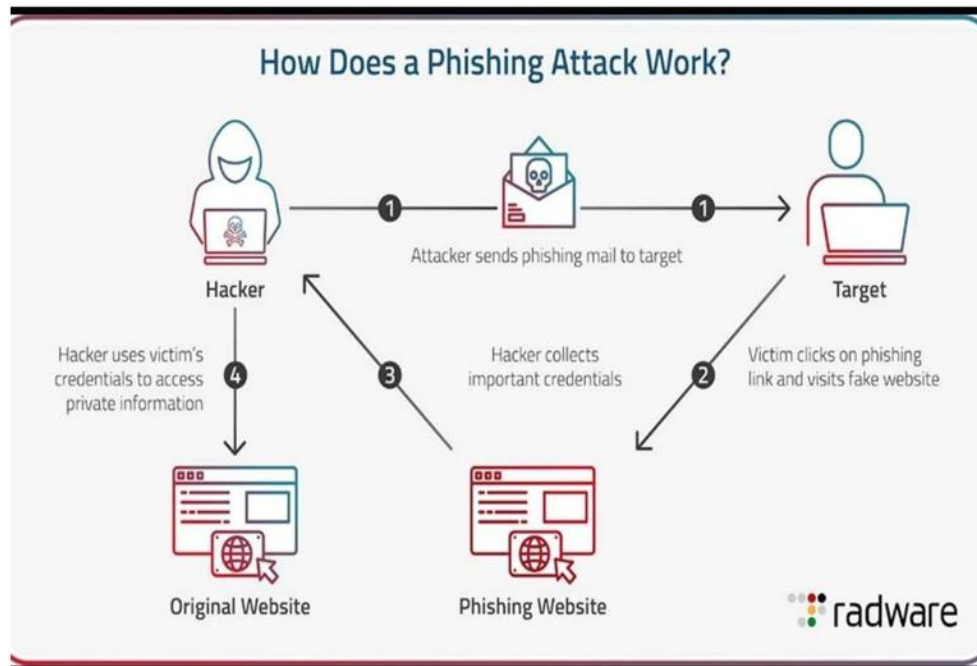 How Does a Phishing Attack Work?
1
1
Attacker sends phishing mail to target
Hacker
Target
Hacker uses victim's
credentials to access
private information
4
3
Hacker collects
important credentials
2
Victim clicks on phishing
link and visits fake website
Original Website
Phishing Website
radware